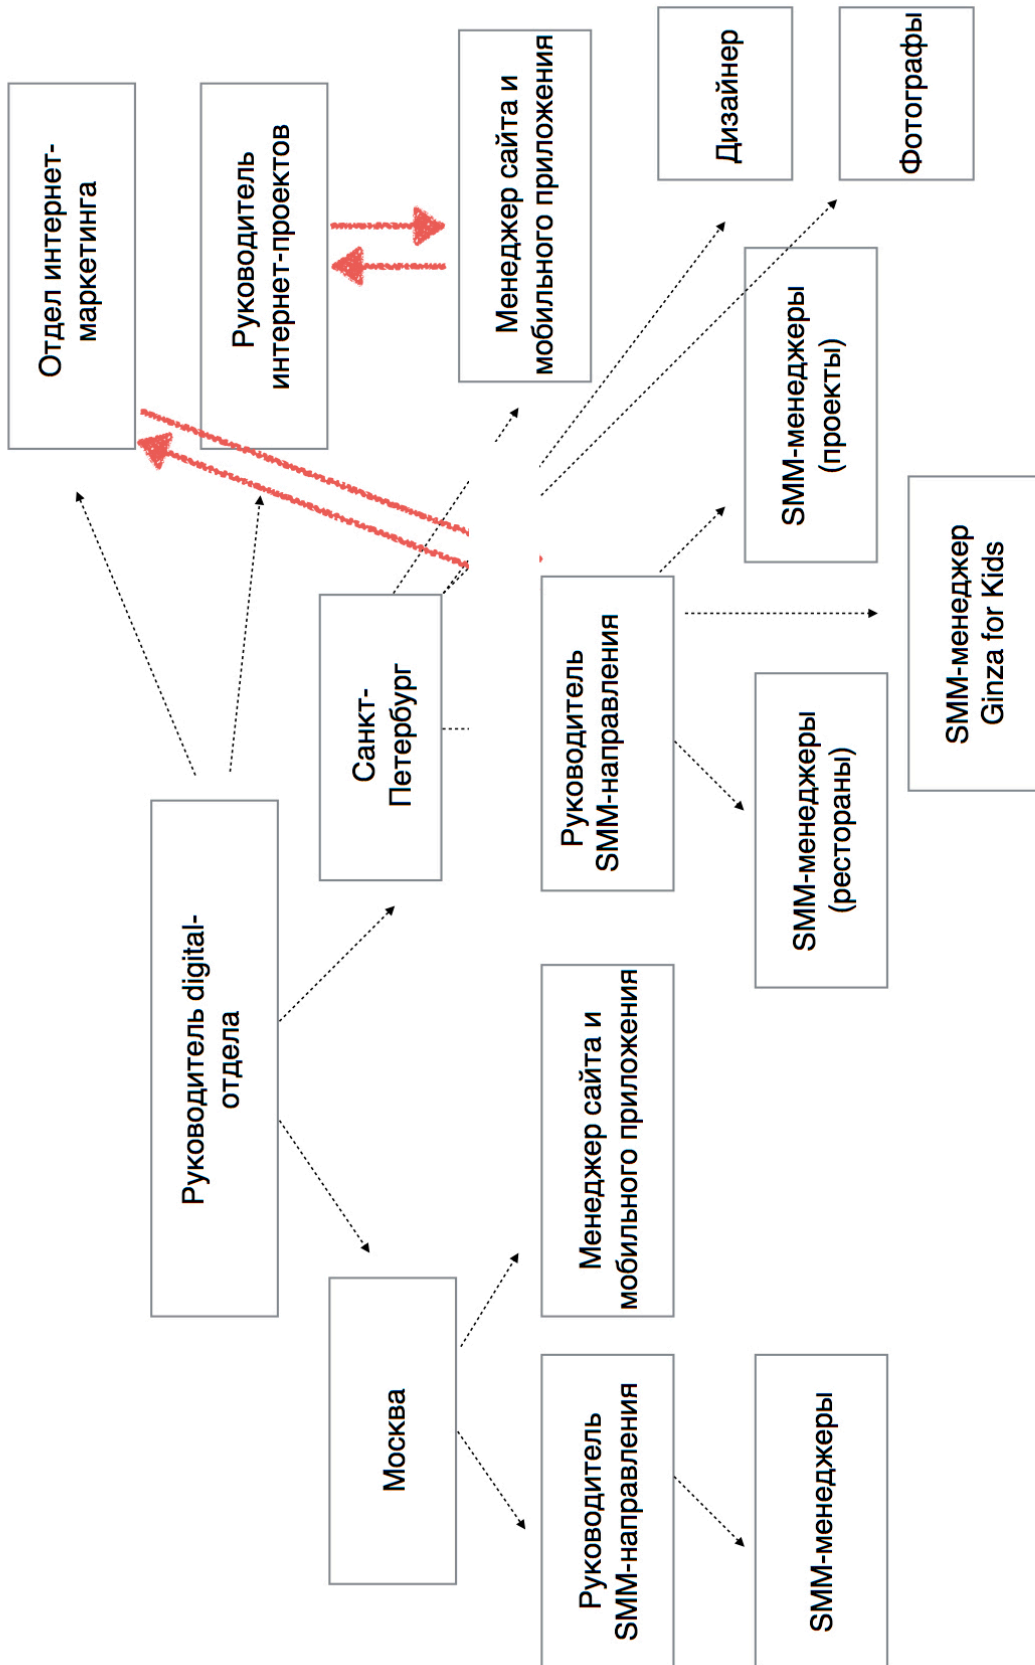 Руководитель digital-
отдела
Отдел интернет-
маркетинга
Руководитель
интернет-проектов
Москва
Санкт-
Петербург
Руководитель
SMM-направления
Менеджер сайта и
мобильного приложения
Руководитель
SMM-направления
Менеджер сайта и
мобильного приложения
SMM-менеджеры
SMM-менеджеры
(рестораны)
SMM-менеджер
Ginza for Kids
SMM-менеджеры
(проекты)
Дизайнер
Фотографы